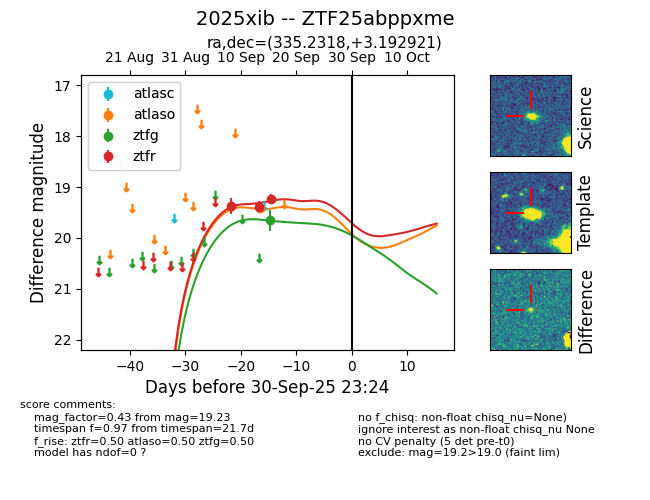 2025xib -- ZTF25abppxme
ra,dec=(335.2318,+3.192921)
21 Aug 31 Aug 10 Sep 20 Sep 30 Sep 10 Oct
17
18
19
20
21
22
Difference magnitude
atlasc
atlaso
ztfg
ztfr
−40 −30 −20 −10 0 10
Days before 30-Sep-25 23:24
Science
Template
Difference
score comments:
mag_factor=0.43 from mag=19.23
timespan f=0.97 from timespan=21.7d
f_rise: ztfr=0.50 atlaso=0.50 ztfg=0.50
model has ndof=0 ?
no f_chisq: non-float chisq_nu=None)
ignore interest as non-float chisq_nu None
no CV penalty (5 det pre-t0)
exclude: mag=19.2>19.0 (faint lim)